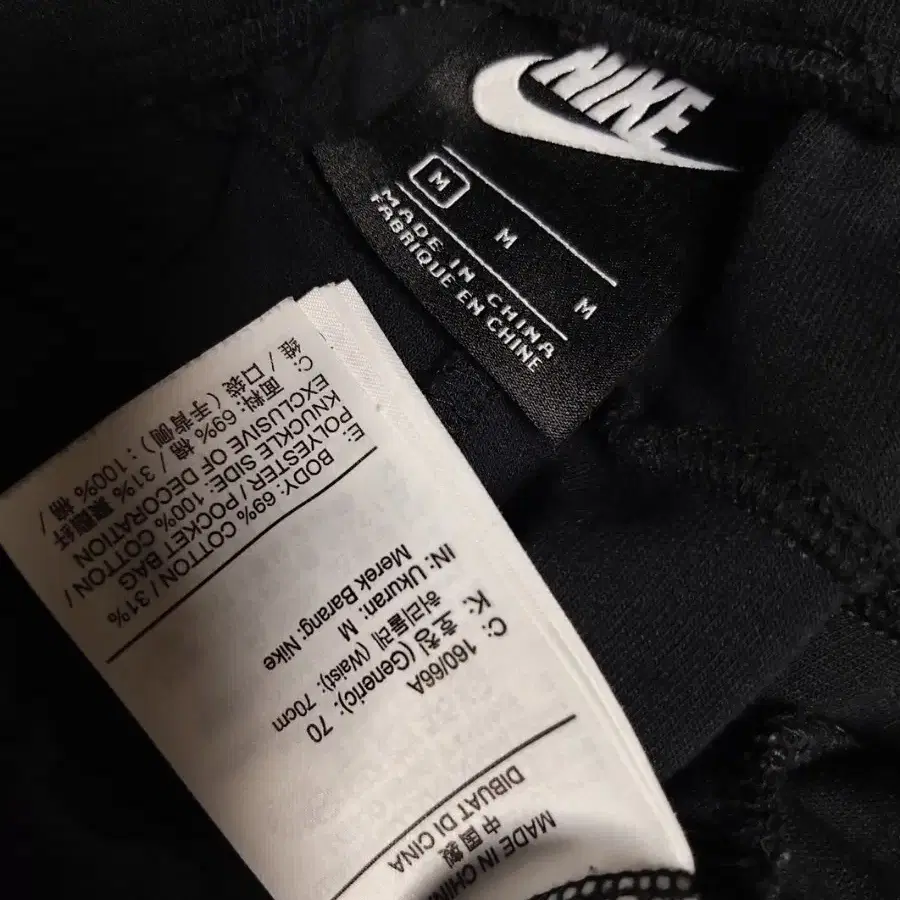 NIKE
M
M
M
MADE IN CHINA
FABRIQUE EN CHINE
MADE IN CHIN
中国製
DIBUAT DI CINA
C: 160/66A
K: 호칭 (Generic): 70
허리둘레 (Waist): 70cm
IN: Ukuran: M
Merek Barang: Nike
E: BODY: 69% COTTON / 31%
POLYESTER / POCKET BAG
KNUCKLE SIDE: 100% COTTON /
EXCLUSIVE OF DECORATION
C: 面料: 69% 棉 / 31% 聚酯纤
维 / 口袋 (手背侧): 100% 棉 /